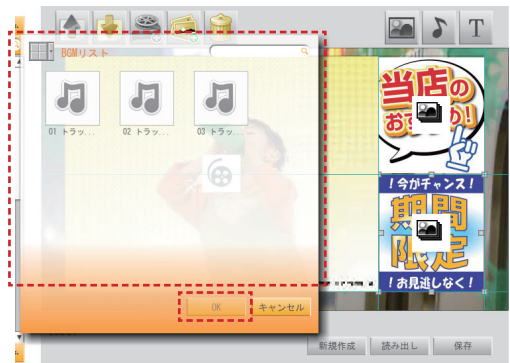 T
BGMリスト
01 トラッ...
02 トラッ...
03 トラッ...
当店の
!今がチャンス!
期間
限定
!お見逃しなく!
OK
キャンセル
新規作成
読み出し
保存